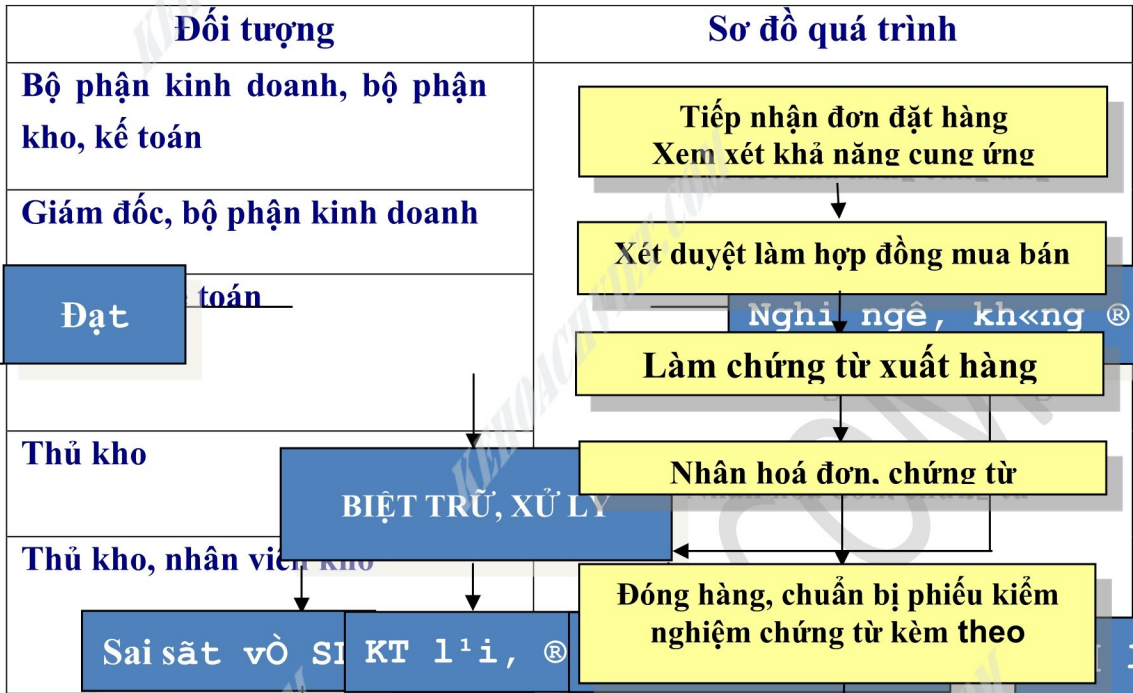 Đối tượng
Sơ đồ quá trình
Bộ phận kinh doanh, bộ phận
kho, kế toán
Tiếp nhận đơn đặt hàng
Xem xét khả năng cung ứng
Giám đốc, bộ phận kinh doanh
Xét duyệt làm hợp đồng mua bán
toán
Đạt
Nghi ngê, kh«ng ®
Làm chứng từ xuất hàng
Thủ kho
Nhân hoá đơn, chứng từ
BIỆT TRỮ, XỬ LÝ
Thủ kho, nhân viên kho
Đóng hàng, chuẩn bị phiếu kiểm
nghiệm chứng từ kèm theo
Sai sãt vÒ
KT l¹i, ®
KEHOACHVIET.COM